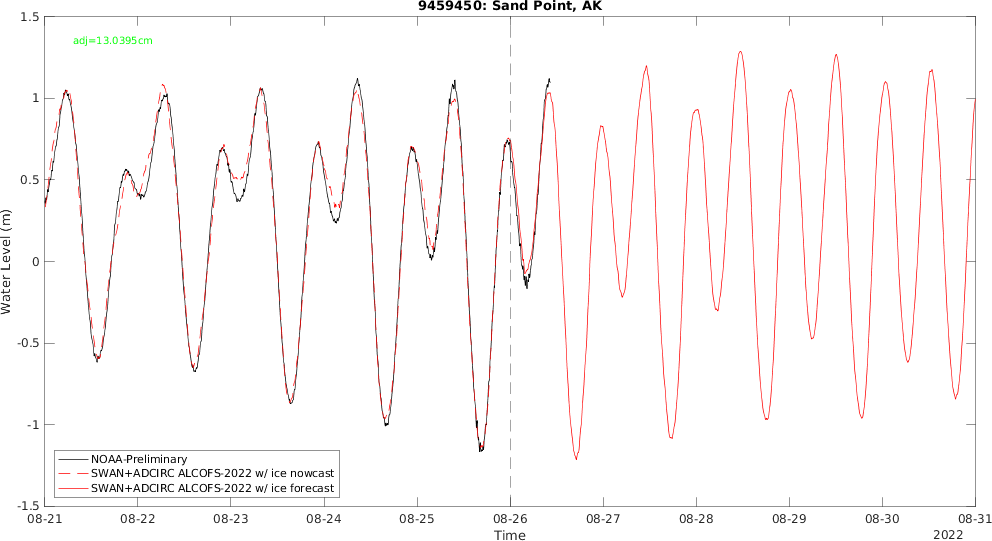 9459450: Sand Point, AK
adj=13.0395cm
1.5
1
0.5
0
-0.5
-1
-1.5
Water Level (m)
NOAA-Preliminary
SWAN+ADCIRC ALCOFS-2022 w/ ice nowcast
SWAN+ADCIRC ALCOFS-2022 w/ ice forecast
08-21 08-22 08-23 08-24 08-25 08-26 08-27 08-28 08-29 08-30 08-31
Time
2022